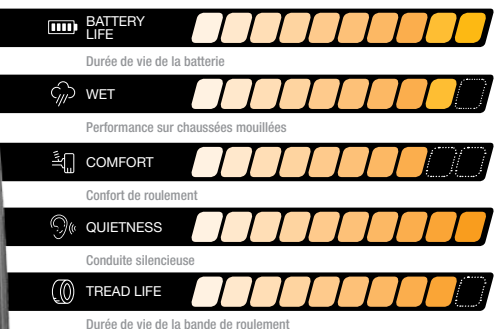 BATTERY
LIFE
Durée de vie de la batterie
WET
Performance sur chaussées mouillées
COMFORT
Confort de roulement
QUIETNESS
Conduite silencieuse
TREAD LIFE
Durée de vie de la bande de roulement